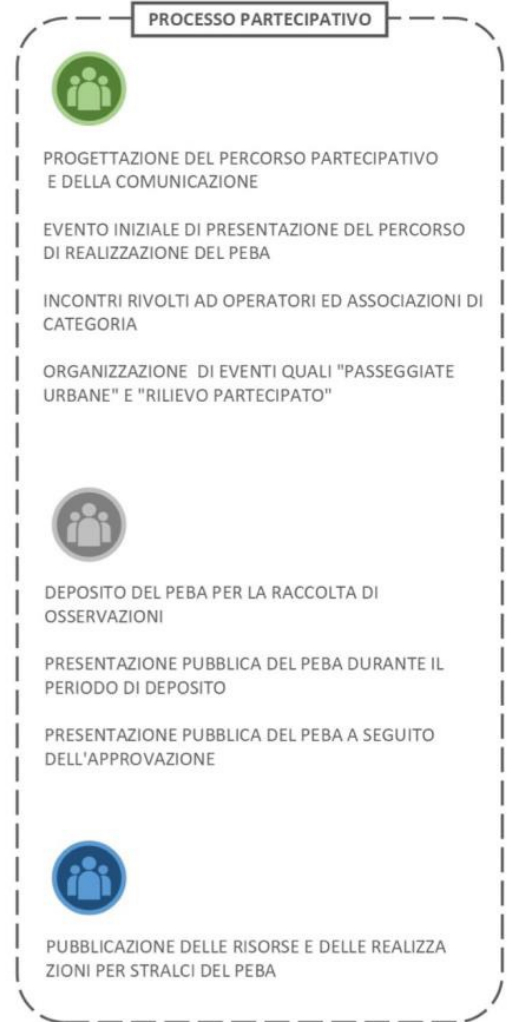 PROCESSO PARTECIPATIVO
PROGETTAZIONE DEL PERCORSO PARTECIPATIVO
E DELLA COMUNICAZIONE
EVENTO INIZIALE DI PRESENTAZIONE DEL PERCORSO
DI REALIZZAZIONE DEL PEBA
INCONTRI RIVOLTI AD OPERATORI ED ASSOCIAZIONI DI
CATEGORIA
ORGANIZZAZIONE DI EVENTI QUALI "PASSEGGIATE
URBANE" E "RILIEVO PARTECIPATO"
DEPOSITO DEL PEBA PER LA RACCOLTA DI
OSSERVAZIONI
PRESENTAZIONE PUBBLICA DEL PEBA DURANTE IL
PERIODO DI DEPOSITO
PRESENTAZIONE PUBBLICA DEL PEBA A SEGUITO
DELL'APPROVAZIONE
PUBBLICAZIONE DELLE RISORSE E DELLE REALIZZA
ZIONI PER STRALCI DEL PEBA